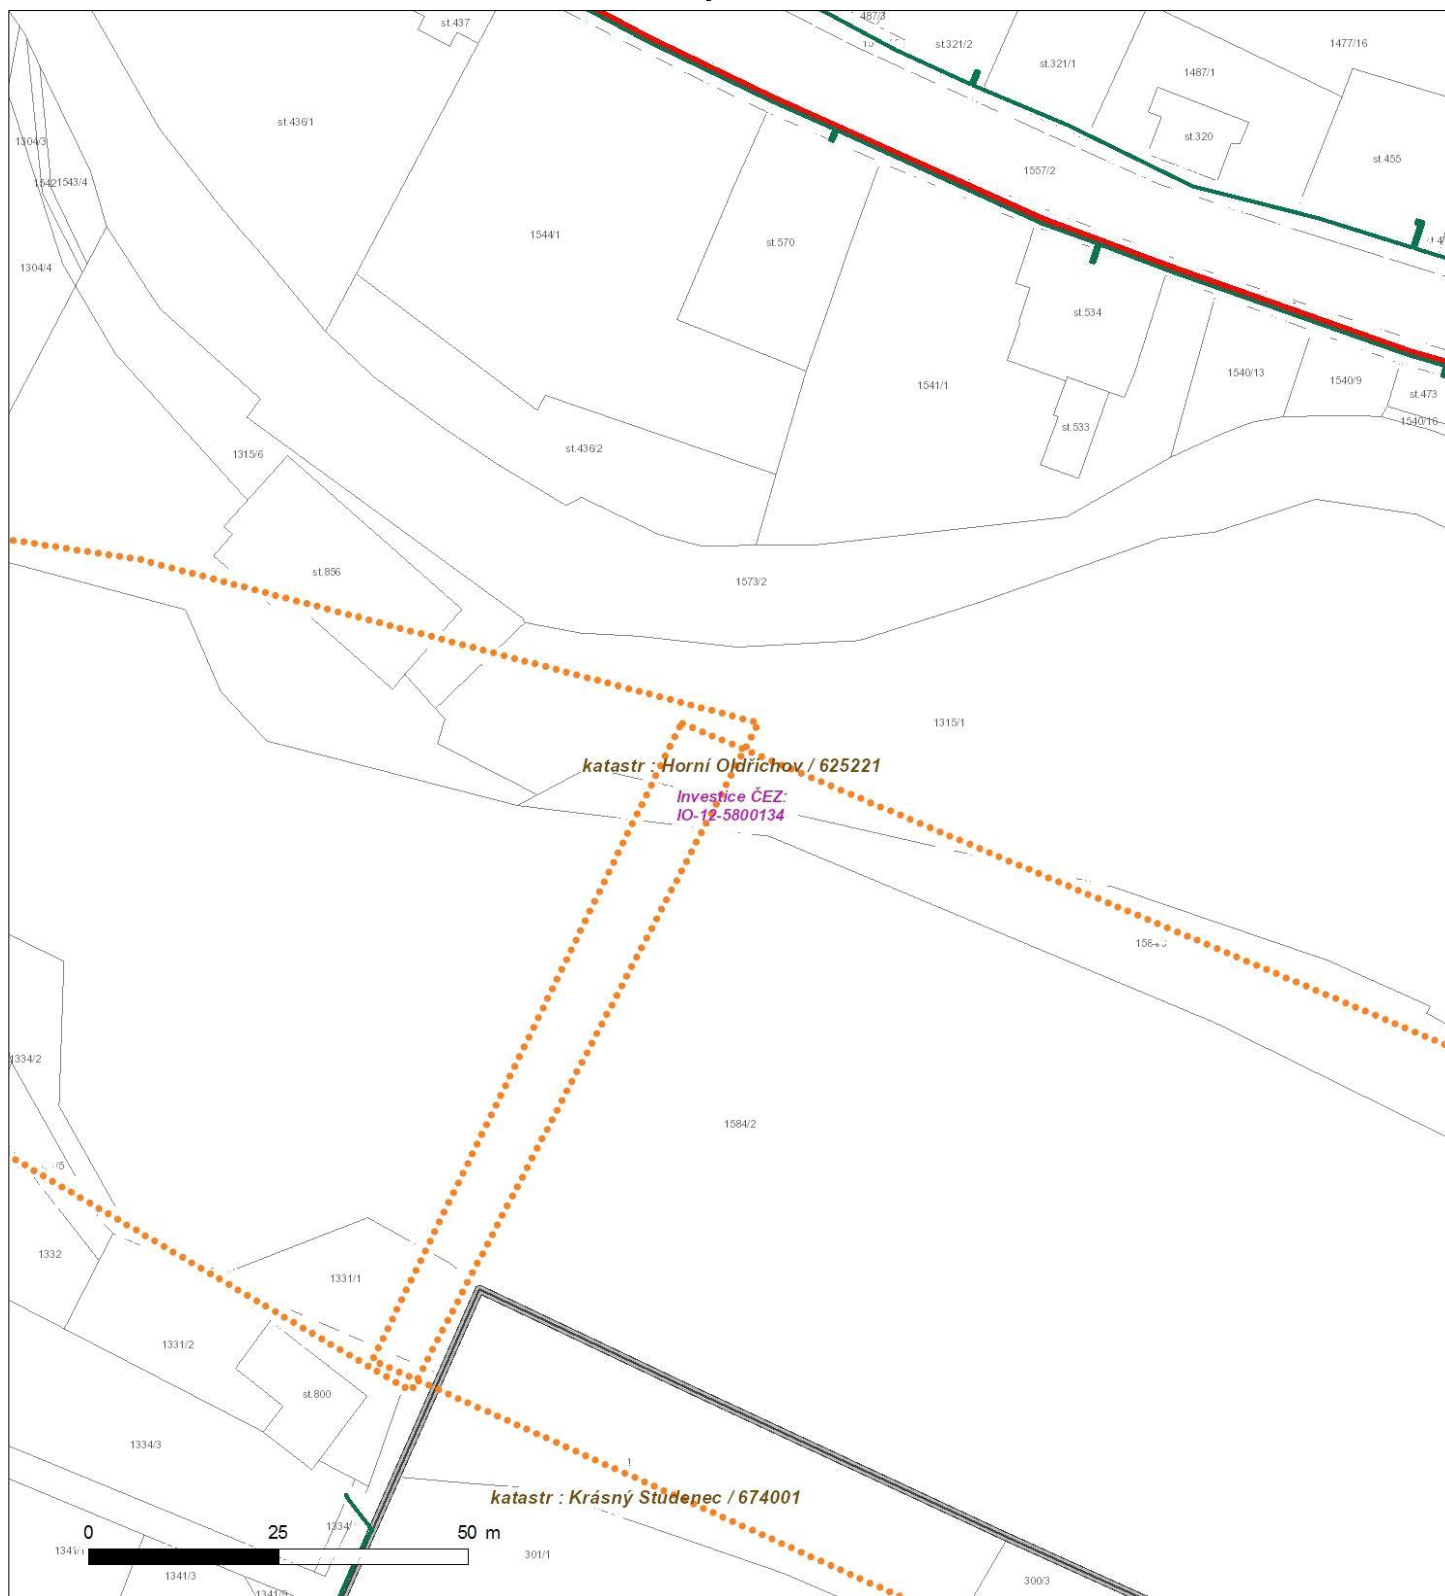 st.437
487/3
st.321/2
1477/16
st.321/1
1487/1
st.436/1
st.320
1304/3
st.455
1557/2
1542
1543/4
1544/1
st.570
1304/4
st.534
1541/1
1540/13
1540/9
st.473
1540/16
st.533
st.436/2
1315/6
st.856
1573/2
1315/1
katastr : Horní Oldřichov / 625221
Investice ČEZ:
IO-12-5800134
1334/2
1584/2
1332
1331/1
1331/2
st.800
1334/3
katastr : Krásný Studenec / 674001
0 25 50 m
1334/
301/1
1341/3
300/3
1341/9